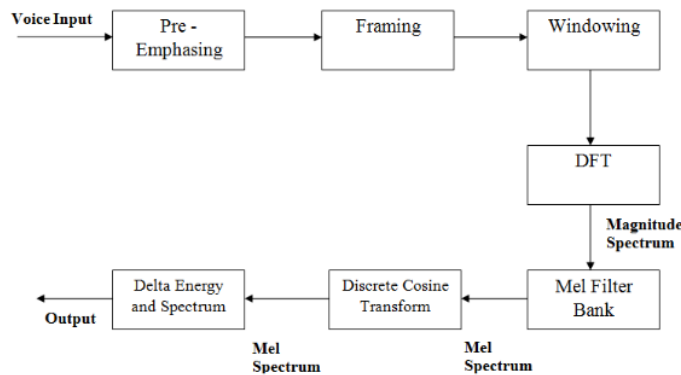 Voice Input
Pre -
Emphasing
Framing
Windowing
DFT
Magnitude
Spectrum
Mel Filter
Bank
Mel
Spectrum
Discrete Cosine
Transform
Mel
Spectrum
Delta Energy
and Spectrum
Output